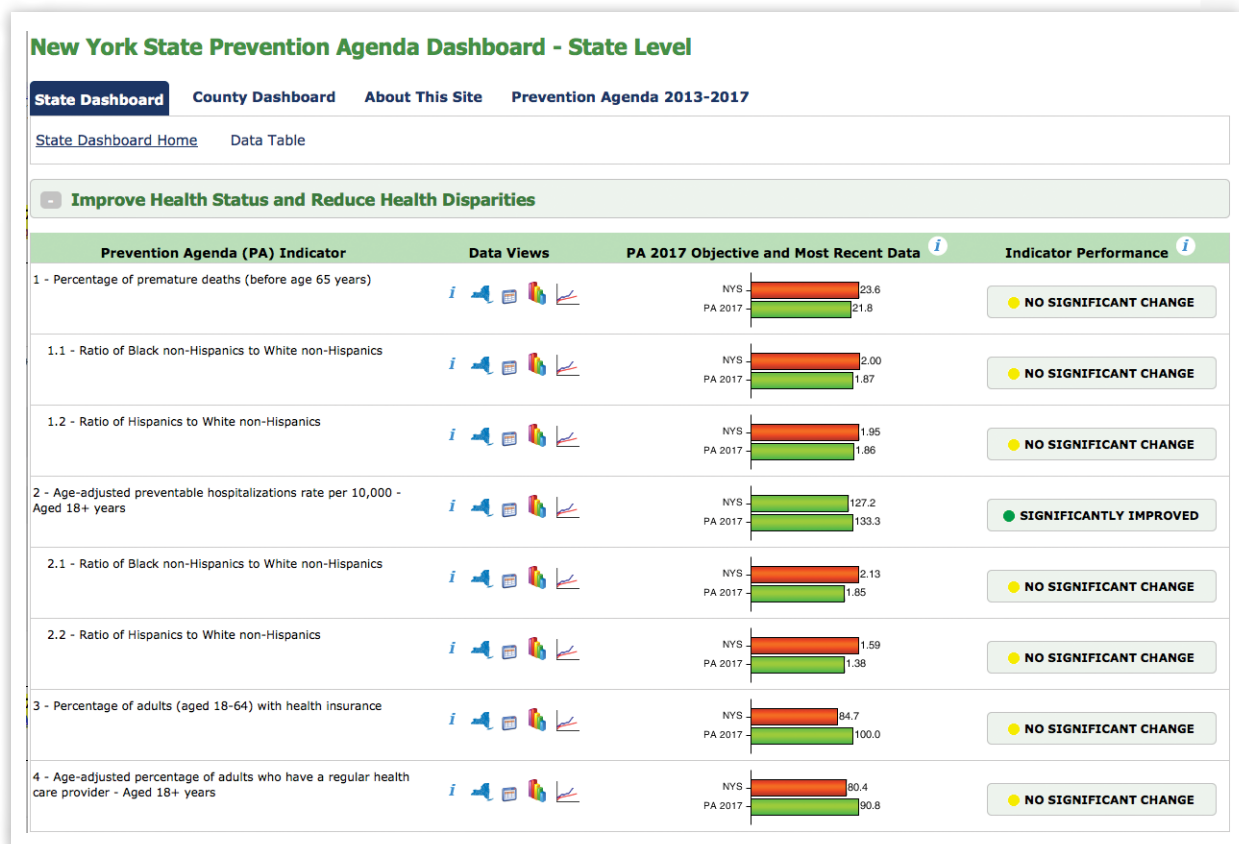 New York State Prevention Agenda Dashboard - State Level
State Dashboard County Dashboard About This Site Prevention Agenda 2013-2017
State Dashboard Home Data Table
- Improve Health Status and Reduce Health Disparities
Prevention Agenda (PA) Indicator Data Views PA 2017 Objective and Most Recent Data i Indicator Performance i
1 - Percentage of premature deaths (before age 65 years)
i
NYS 23.6
PA 2017 21.8
NO SIGNIFICANT CHANGE
1.1 - Ratio of Black non-Hispanics to White non-Hispanics
i
NYS 2.00
PA 2017 1.87
NO SIGNIFICANT CHANGE
1.2 - Ratio of Hispanics to White non-Hispanics
i
NYS 1.95
PA 2017 1.86
NO SIGNIFICANT CHANGE
2 - Age-adjusted preventable hospitalizations rate per 10,000 -
Aged 18+ years
i
NYS 127.2
PA 2017 133.3
SIGNIFICANTLY IMPROVED
2.1 - Ratio of Black non-Hispanics to White non-Hispanics
i
NYS 2.13
PA 2017 1.85
NO SIGNIFICANT CHANGE
2.2 - Ratio of Hispanics to White non-Hispanics
i
NYS 1.59
PA 2017 1.38
NO SIGNIFICANT CHANGE
3 - Percentage of adults (aged 18-64) with health insurance
i
NYS 84.7
PA 2017 100.0
NO SIGNIFICANT CHANGE
4 - Age-adjusted percentage of adults who have a regular health
care provider - Aged 18+ years
i
NYS 80.4
PA 2017 90.8
NO SIGNIFICANT CHANGE